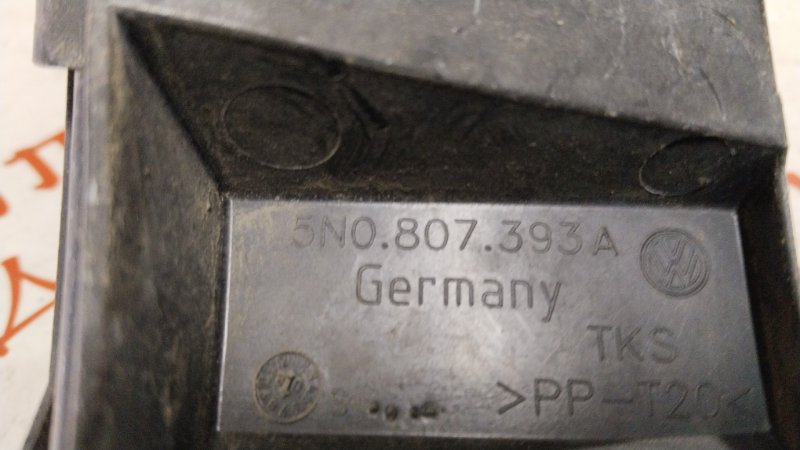 5N0.807.393A
Germany
TKS
>PP-T20<